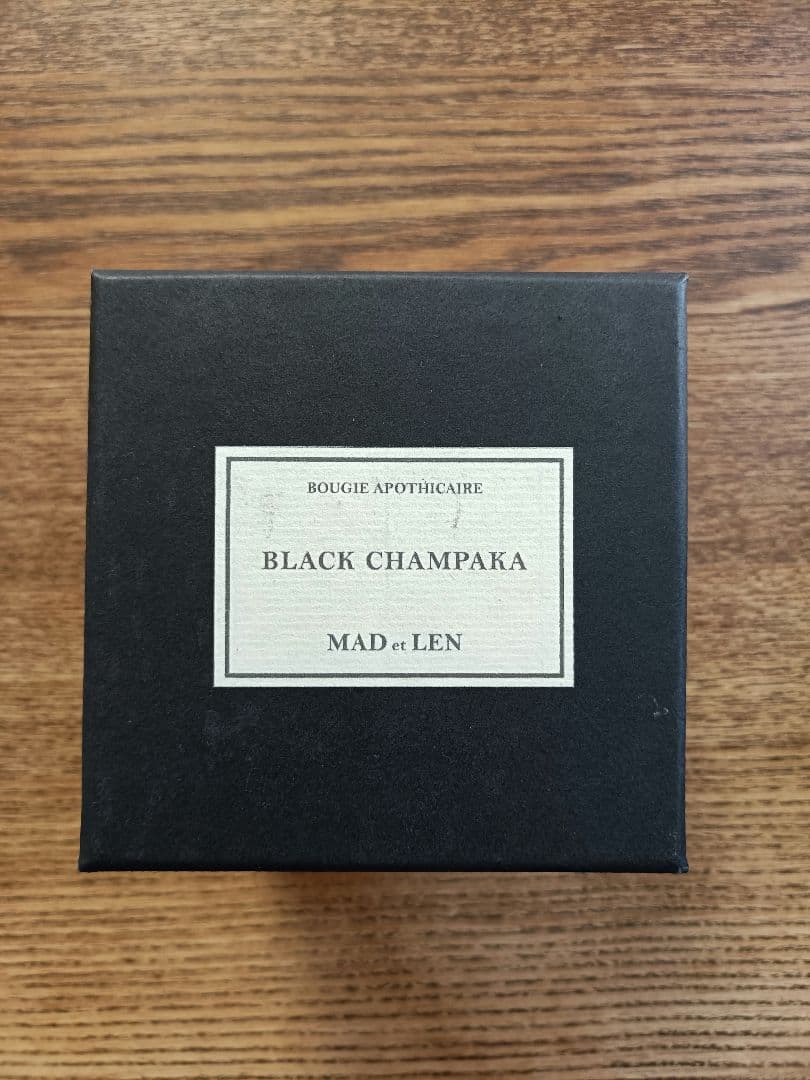 BOUGIE APOTHICAIRE
BLACK CHAMPAKA
MAD et LEN